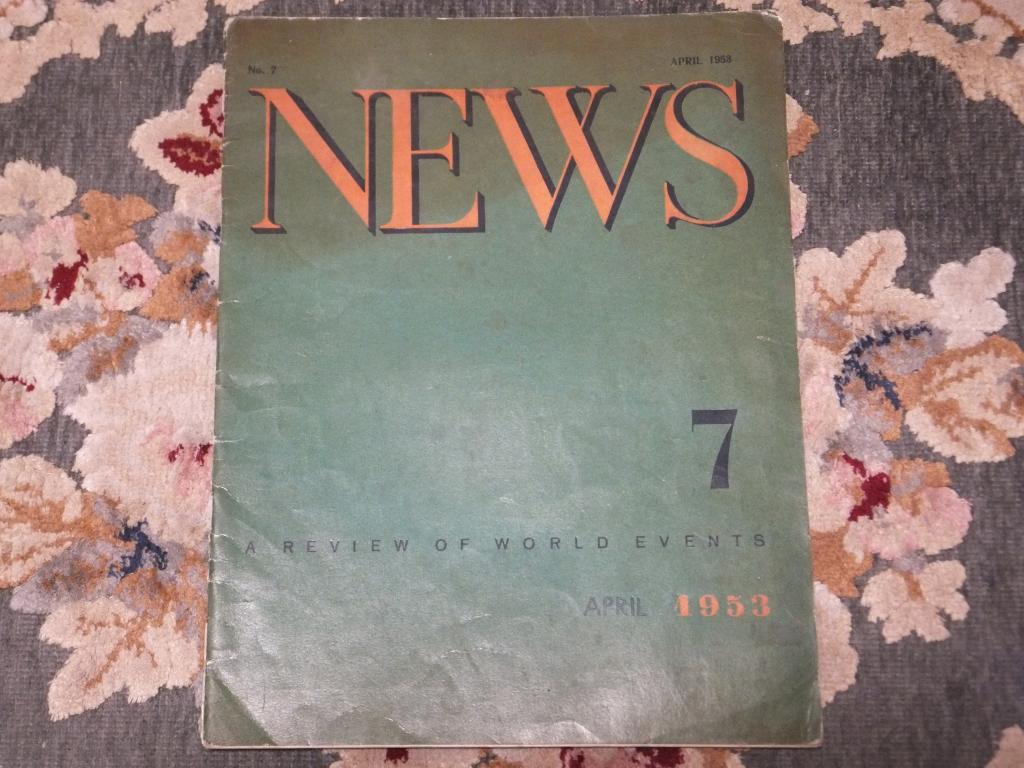 No. 7 APRIL 1953
NEWS
7
A REVIEW OF WORLD EVENTS
APRIL 1953